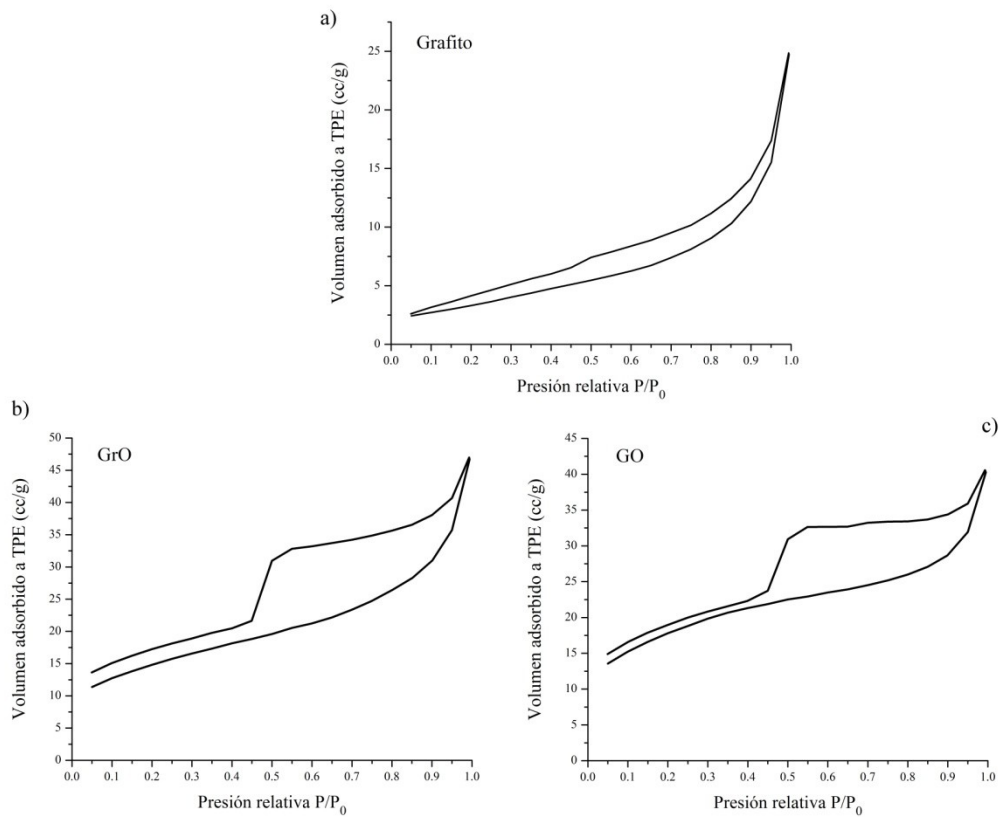 a)
Grafito
Volumen adsorbido a TPE (cc/g)
25
20
15
10
5
0
0.0 0.1 0.2 0.3 0.4 0.5 0.6 0.7 0.8 0.9 1.0
Presión relativa P/P0
b)
GrO
Volumen adsorbido a TPE (cc/g)
50
45
40
35
30
25
20
15
10
5
0
0.0 0.1 0.2 0.3 0.4 0.5 0.6 0.7 0.8 0.9 1.0
Presión relativa P/P0
c)
GO
Volumen adsorbido a TPE (cc/g)
45
40
35
30
25
20
15
10
5
0
0.0 0.1 0.2 0.3 0.4 0.5 0.6 0.7 0.8 0.9 1.0
Presión relativa P/P0